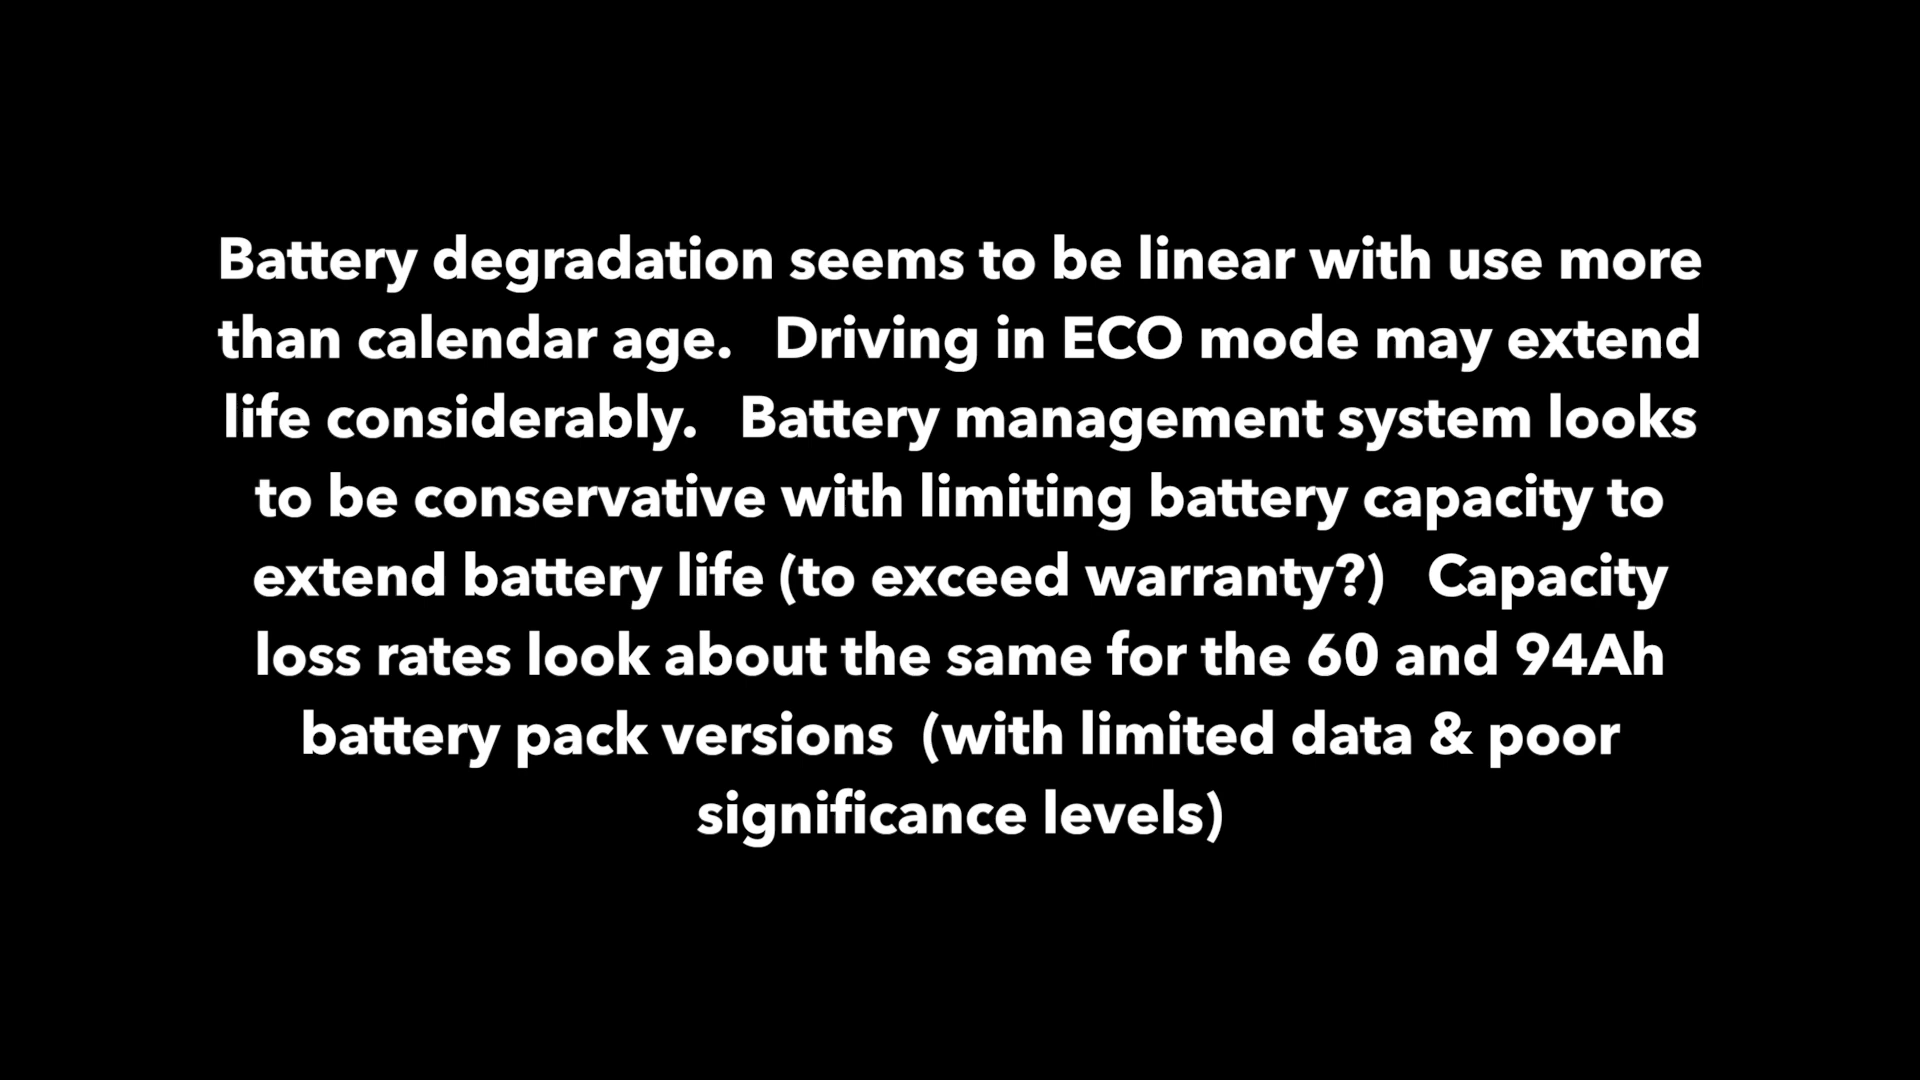 Battery degradation seems to be linear with use more
than calendar age.   Driving in ECO mode may extend
life considerably.   Battery management system looks
to be conservative with limiting battery capacity to
extend battery life (to exceed warranty?)   Capacity
loss rates look about the same for the 60 and 94Ah
battery pack versions  (with limited data & poor
significance levels)